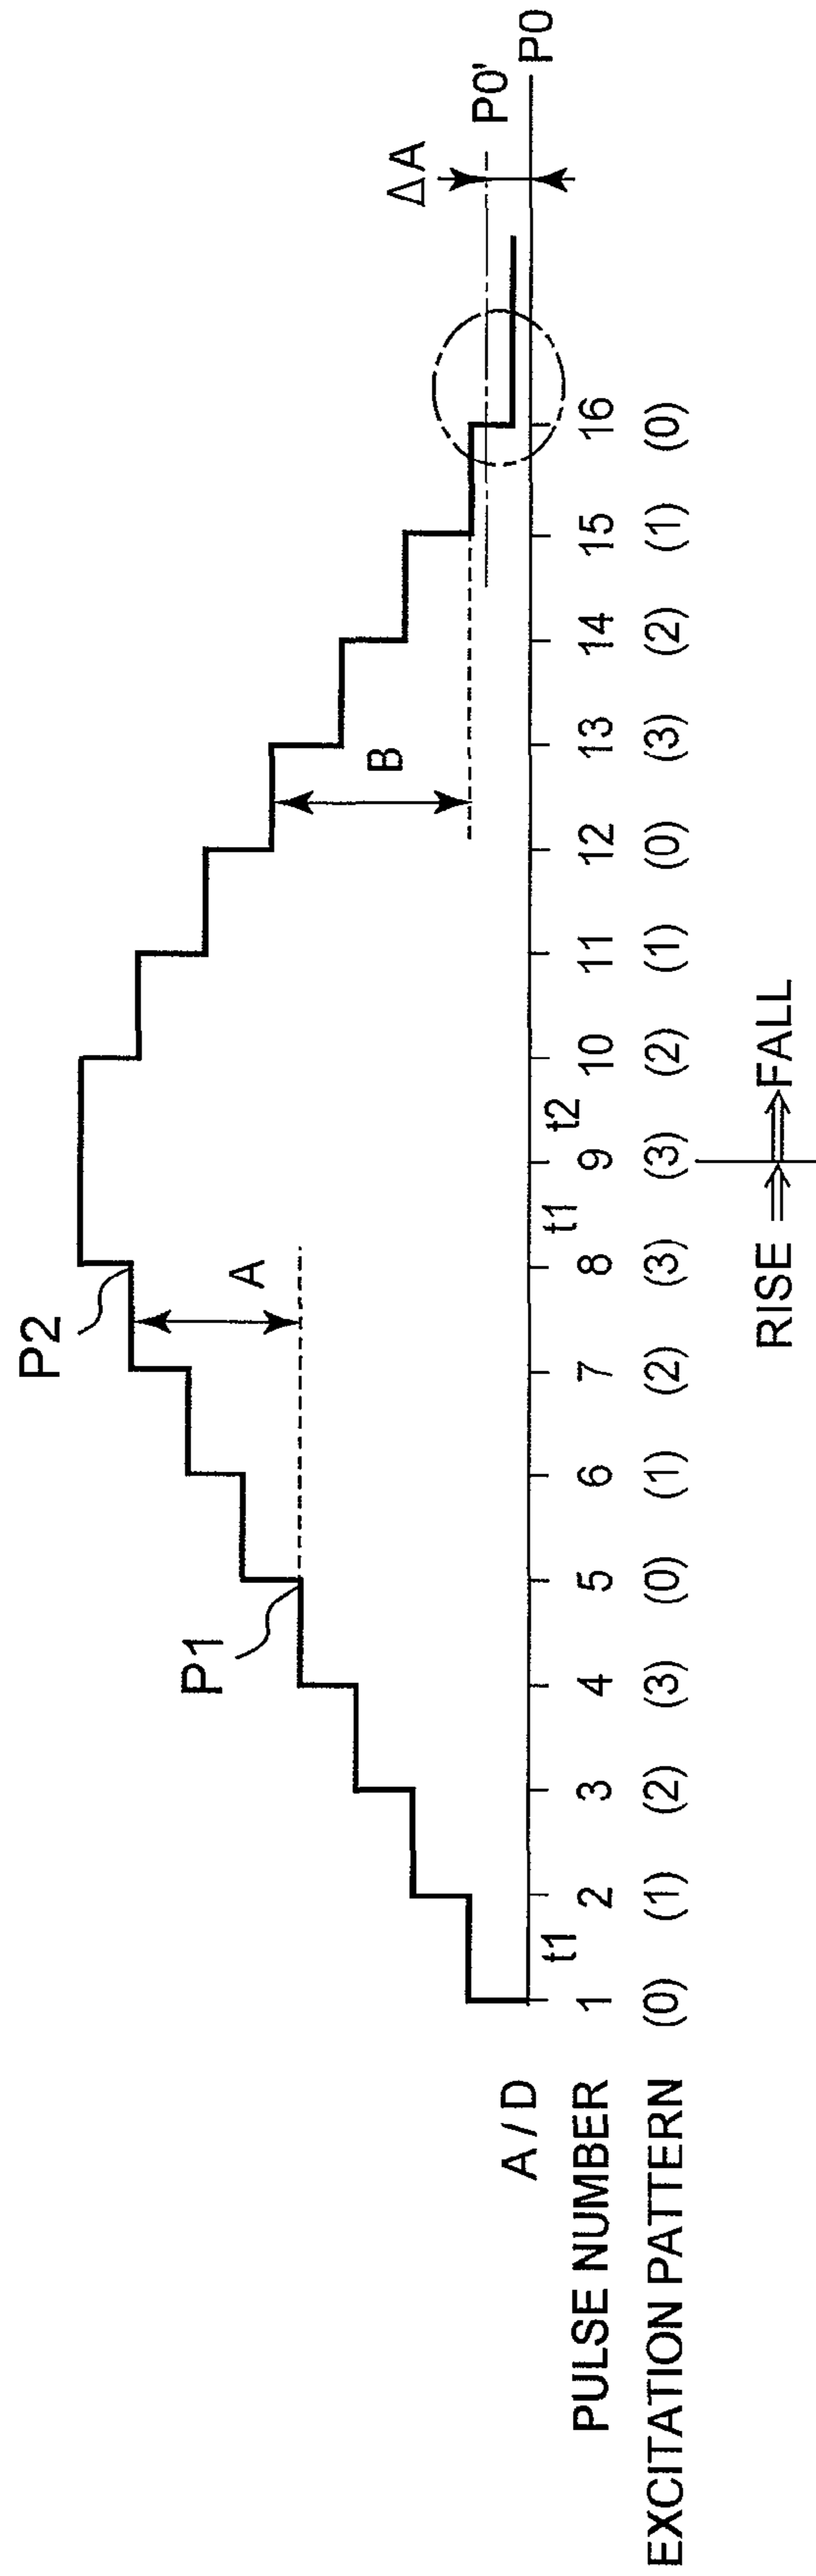 P2
P1
A
B
ΔA
P0'
P0
A / D
t1 t1 t2
PULSE NUMBER 1 2 3 4 5 6 7 8 9 10 11 12 13 14 15 16
EXCITATION PATTERN (0) (1) (2) (3) (0) (1) (2) (3) (3) (2) (1) (0) (3) (2) (1) (0)
RISE FALL